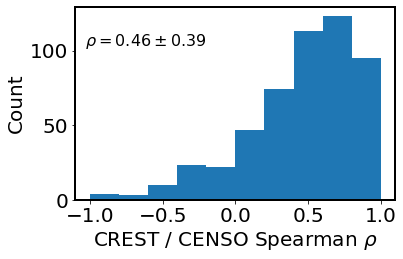 ρ = 0.46 ± 0.39
100
50
0
Count
−1.0 −0.5 0.0 0.5 1.0
CREST / CENSO Spearman ρ